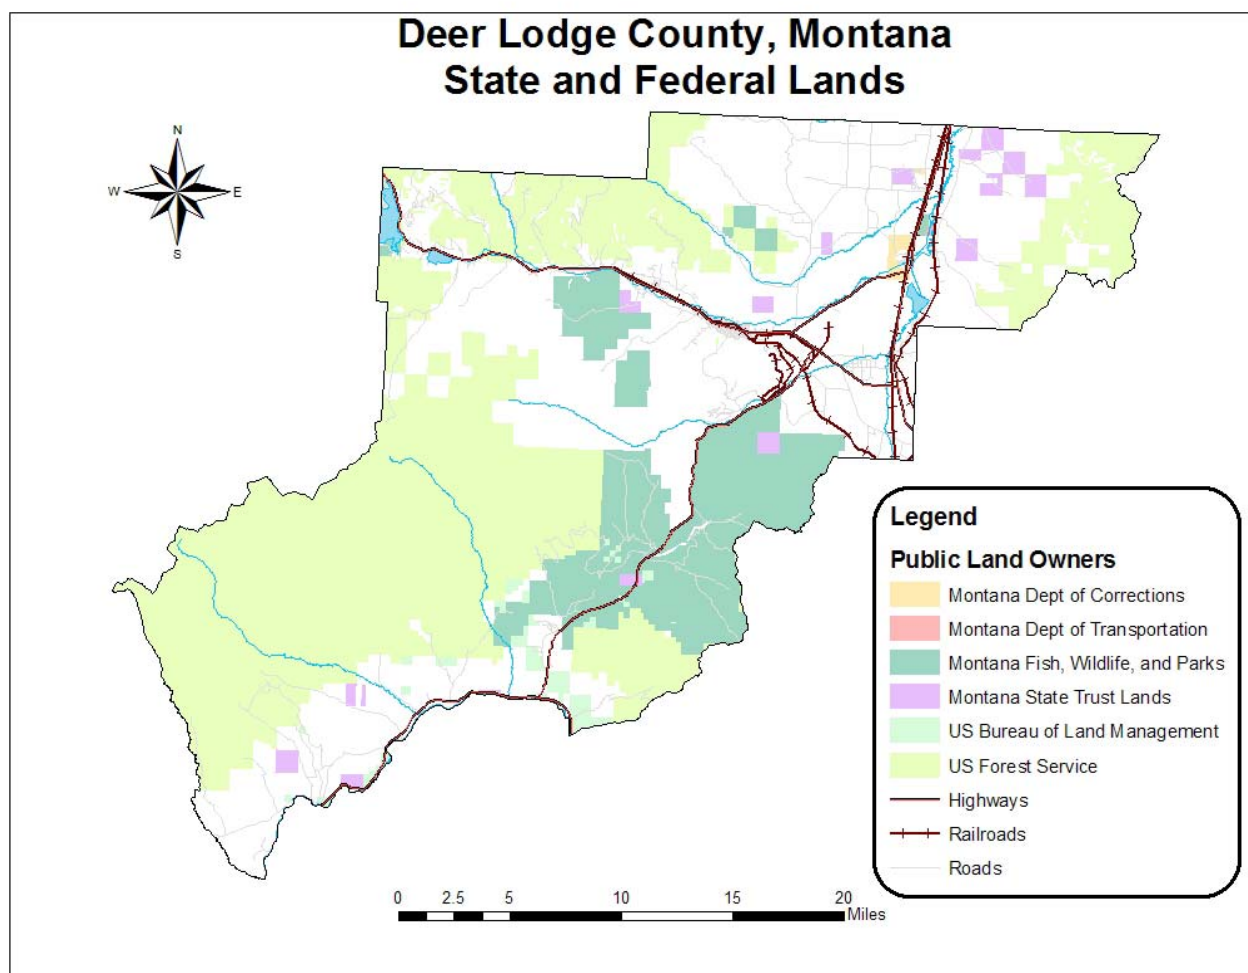 Deer Lodge County, Montana
State and Federal Lands
N
W
E
S
Legend
Public Land Owners
Montana Dept of Corrections
Montana Dept of Transportation
Montana Fish, Wildlife, and Parks
Montana State Trust Lands
US Bureau of Land Management
US Forest Service
Highways
Railroads
Roads
0 2.5 5 10 15 20
Miles